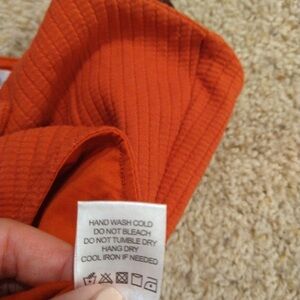 HAND WASH COLD
DO NOT BLEACH
DO NOT TUMBLE DRY
HANG DRY
COOL IRON IF NEEDED